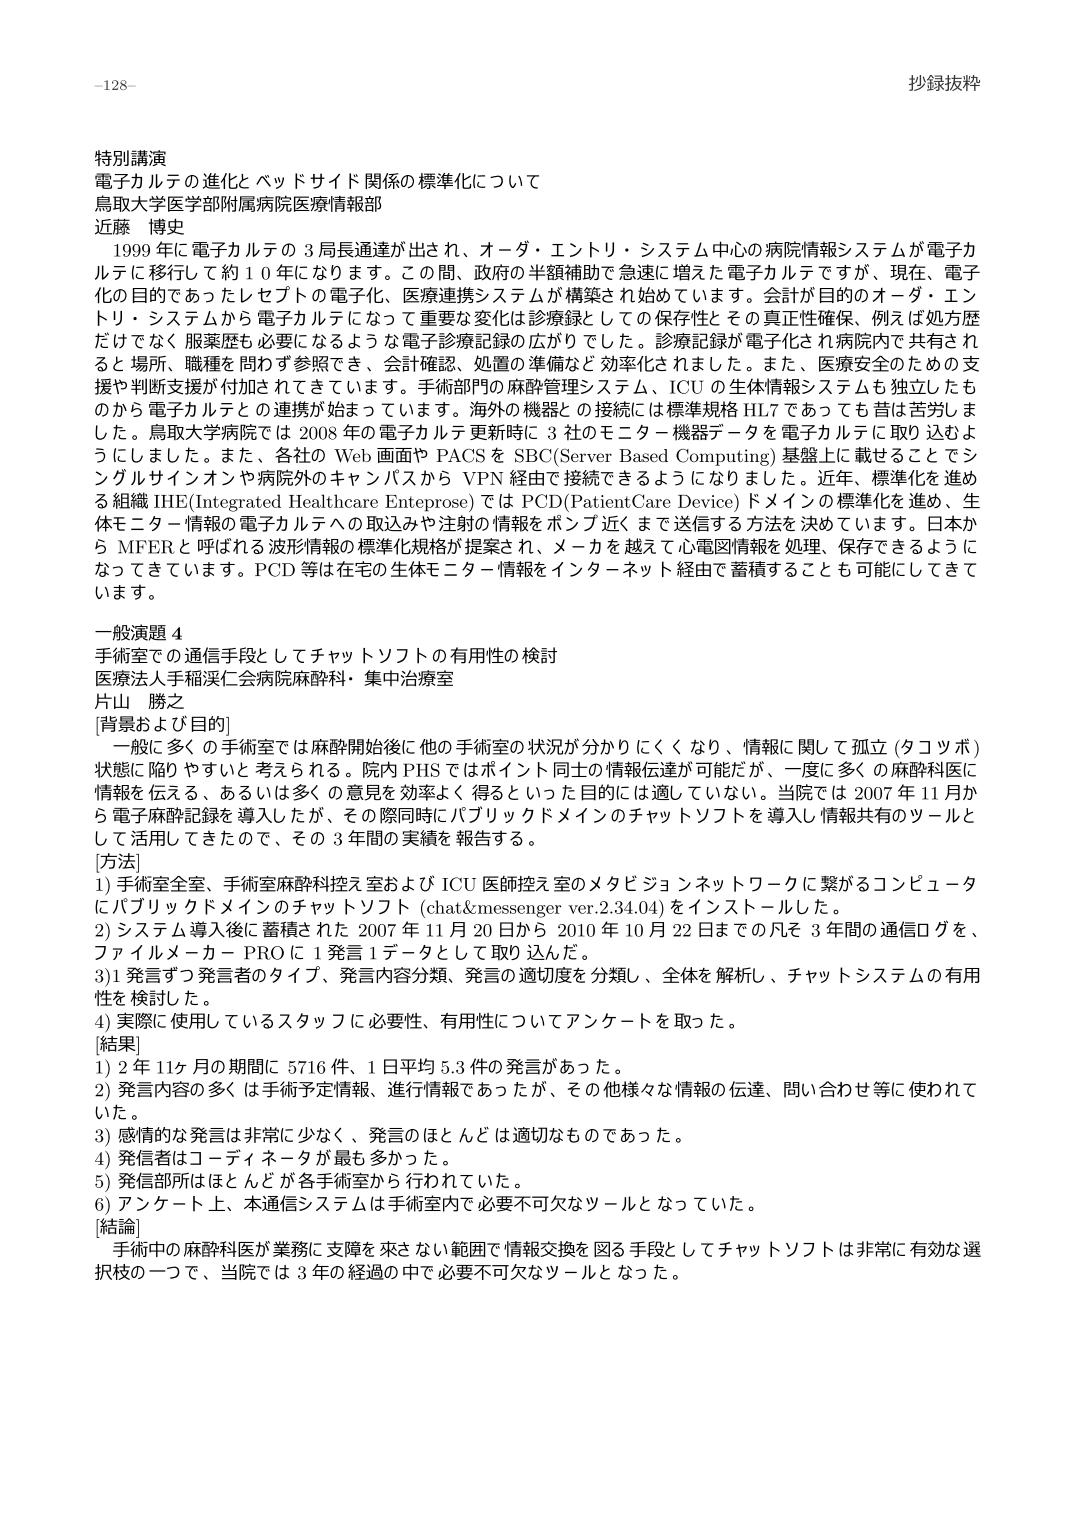 –128–
抄録抜粋
特別講演
電子カルテの進化とベッドサイド関係の標準化について
鳥取大学医学部附属病院医療情報部
近藤　博史
　1999 年に電子カルテの 3 局長通達が出され、オーダ・エントリ・システム中心の病院情報システムが電子カ
ルテに移行して約１０年になります。この間、政府の半額補助で急速に増えた電子カルテですが、現在、電子
化の目的であったレセプトの電子化、医療連携システムが構築され始めています。会計が目的のオーダ・エン
トリ・システムから電子カルテになって重要な変化は診療録としての保存性とその真正性確保、例えば処方歴
だけでなく服薬歴も必要になるような電子診療記録の広がりでした。診療記録が電子化され病院内で共有され
ると場所、職種を問わず参照でき、会計確認、処置の準備など効率化されました。また、医療安全のための支
援や判断支援が付加されてきています。手術部門の麻酔管理システム、ICU の生体情報システムも独立したも
のから電子カルテとの連携が始まっています。海外の機器との接続には標準規格 HL7 であっても昔は苦労しま
した。鳥取大学病院では 2008 年の電子カルテ更新時に 3 社のモニター機器データを電子カルテに取り込むよ
うにしました。また、各社の Web 画面や PACS を SBC(Server Based Computing) 基盤上に載せることでシ
ングルサインオンや病院外のキャンパスから VPN 経由で接続できるようになりました。近年、標準化を進め
る組織 IHE(Integrated Healthcare Enteprose) では PCD(PatientCare Device) ドメインの標準化を進め、生
体モニター情報の電子カルテへの取込みや注射の情報をポンプ近くまで送信する方法を決めています。日本か
ら MFER と呼ばれる波形情報の標準化規格が提案され、メーカを越えて心電図情報を処理、保存できるように
なってきています。PCD 等は在宅の生体モニター情報をインターネット経由で蓄積することも可能にしてきて
います。
一般演題 4
手術室での通信手段としてチャットソフトの有用性の検討
医療法人手稲渓仁会病院麻酔科・集中治療室
片山　勝之
[背景および目的]
　一般に多くの手術室では麻酔開始後に他の手術室の状況が分かりにくくなり、情報に関して孤立 (タコツボ)
状態に陥りやすいと考えられる。院内 PHS ではポイント同士の情報伝達が可能だが、一度に多くの麻酔科医に
情報を伝える、あるいは多くの意見を効率よく得るといった目的には適していない。当院では 2007 年 11 月か
ら電子麻酔記録を導入したが、その際同時にパブリックドメインのチャットソフトを導入し情報共有のツールと
して活用してきたので、その 3 年間の実績を報告する。
[方法]
1) 手術室全室、手術室麻酔科控え室および ICU 医師控え室のメタビジョンネットワークに繋がるコンピュータ
にパブリックドメインのチャットソフト (chat&messenger ver.2.34.04) をインストールした。
2) システム導入後に蓄積された 2007 年 11 月 20 日から 2010 年 10 月 22 日までの凡そ 3 年間の通信ログを、
ファイルメーカー PRO に 1 発言 1 データとして取り込んだ。
3)1 発言ずつ発言者のタイプ、発言内容分類、発言の適切度を分類し、全体を解析し、チャットシステムの有用
性を検討した。
4) 実際に使用しているスタッフに必要性、有用性についてアンケートを取った。
[結果]
1) 2 年 11ヶ月の期間に 5716 件、1 日平均 5.3 件の発言があった。
2) 発言内容の多くは手術予定情報、進行情報であったが、その他様々な情報の伝達、問い合わせ等に使われて
いた。
3) 感情的な発言は非常に少なく、発言のほとんどは適切なものであった。
4) 発信者はコーディネータが最も多かった。
5) 発信部所はほとんどが各手術室から行われていた。
6) アンケート上、本通信システムは手術室内で必要不可欠なツールとなっていた。
[結論]
　手術中の麻酔科医が業務に支障を来さない範囲で情報交換を図る手段としてチャットソフトは非常に有効な選
択枝の一つで、当院では 3 年の経過の中で必要不可欠なツールとなった。